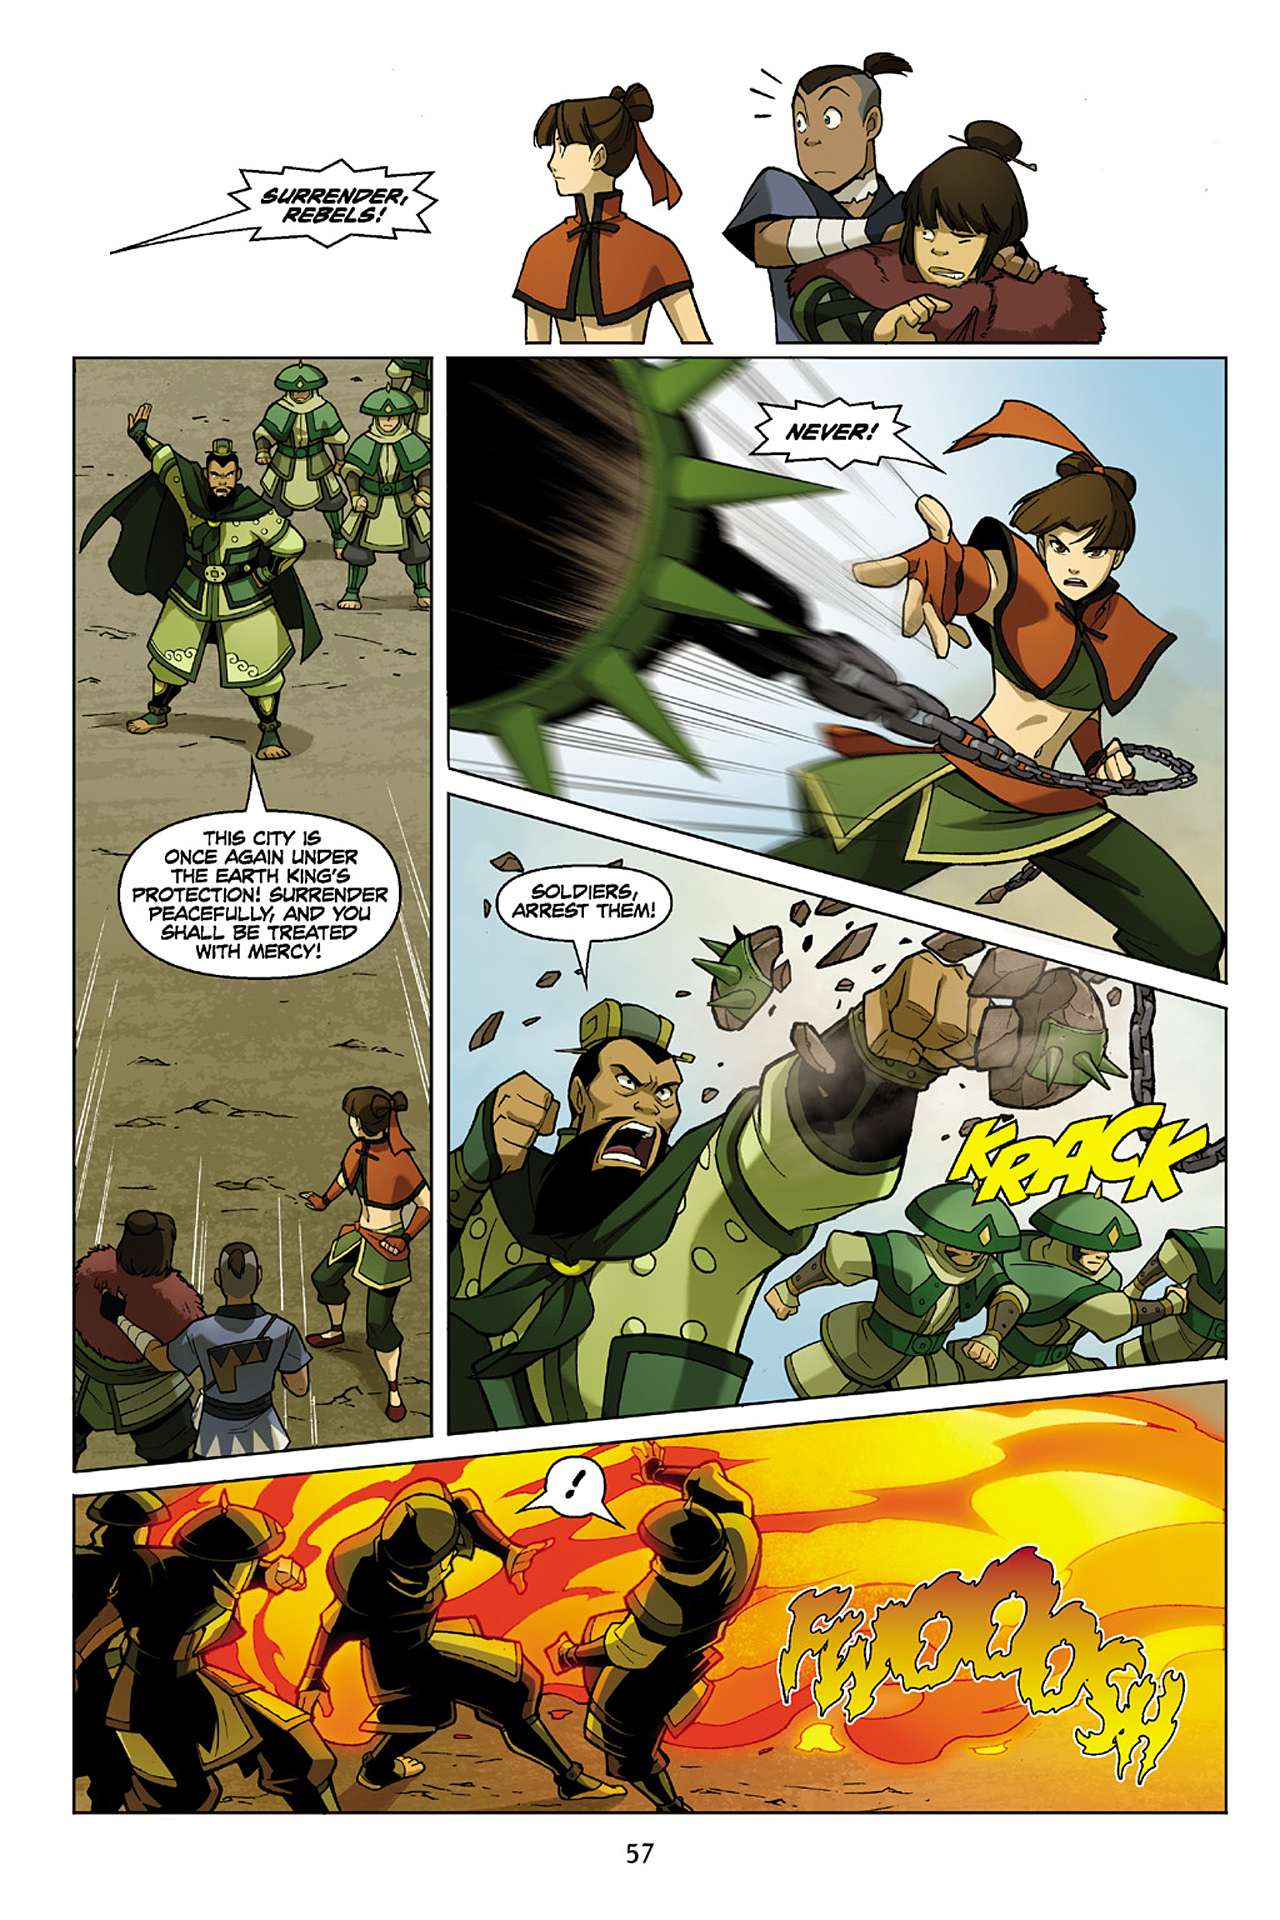 SURRENDER,
REBELS!
THIS CITY IS
ONCE AGAIN UNDER
THE EARTH KING'S
PROTECTION! SURRENDER
PEACEFULLY, AND YOU
SHALL BE TREATED
WITH MERCY!
NEVER!
SOLDIERS,
ARREST THEM!
KRACK
!
FWOOOOSH
57